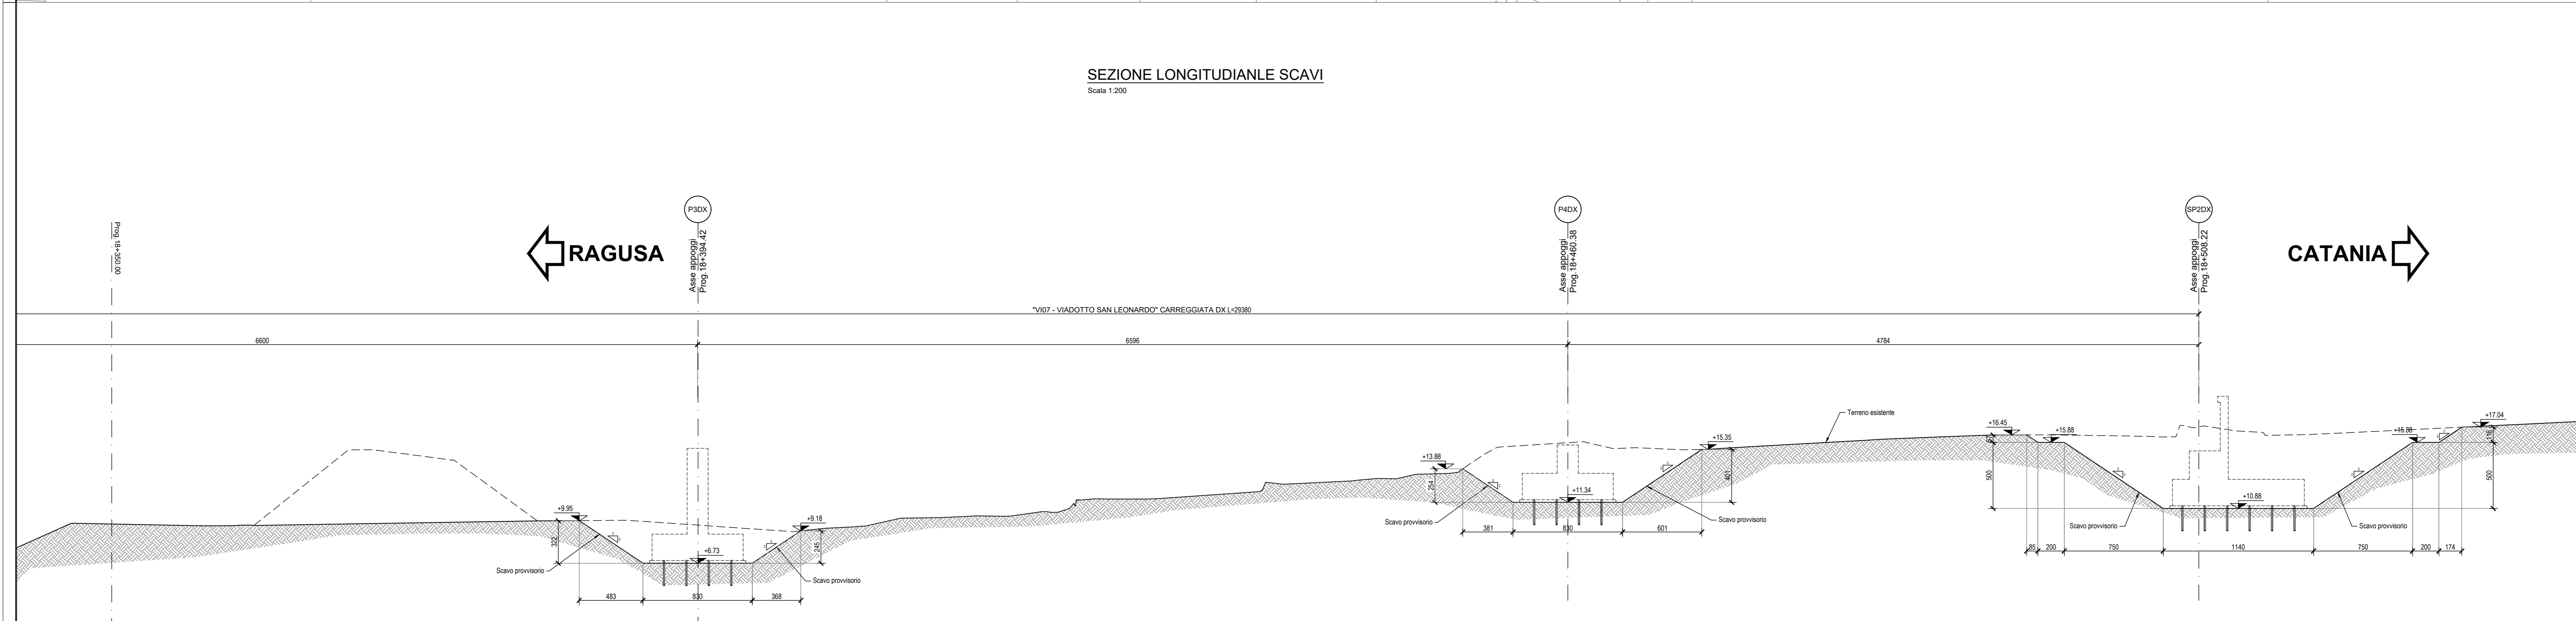 SEZIONE LONGITUDIANLE SCAVI
Scala 1:200
Prog.18+350.00
RAGUSA
P3DX
Asse appoggi
Prog.18+394.42
P4DX
Asse appoggi
Prog.18+460.38
SP2DX
Asse appoggi
Prog.18+508.22
CATANIA
"VI07 - VIADOTTO SAN LEONARDO" CARREGGIATA DX L=29380
6600
6596
4784
+9.95
322
Scavo provvisorio
+6.73
+9.18
245
Scavo provvisorio
483
830
368
+13.88
254
Scavo provvisorio
+11.34
+15.35
401
Scavo provvisorio
381
830
601
Terreno esistente
+16.45
+15.88
500
Scavo provvisorio
+10.88
+15.88
+17.04
116
500
Scavo provvisorio
85
200
750
1140
750
200
174